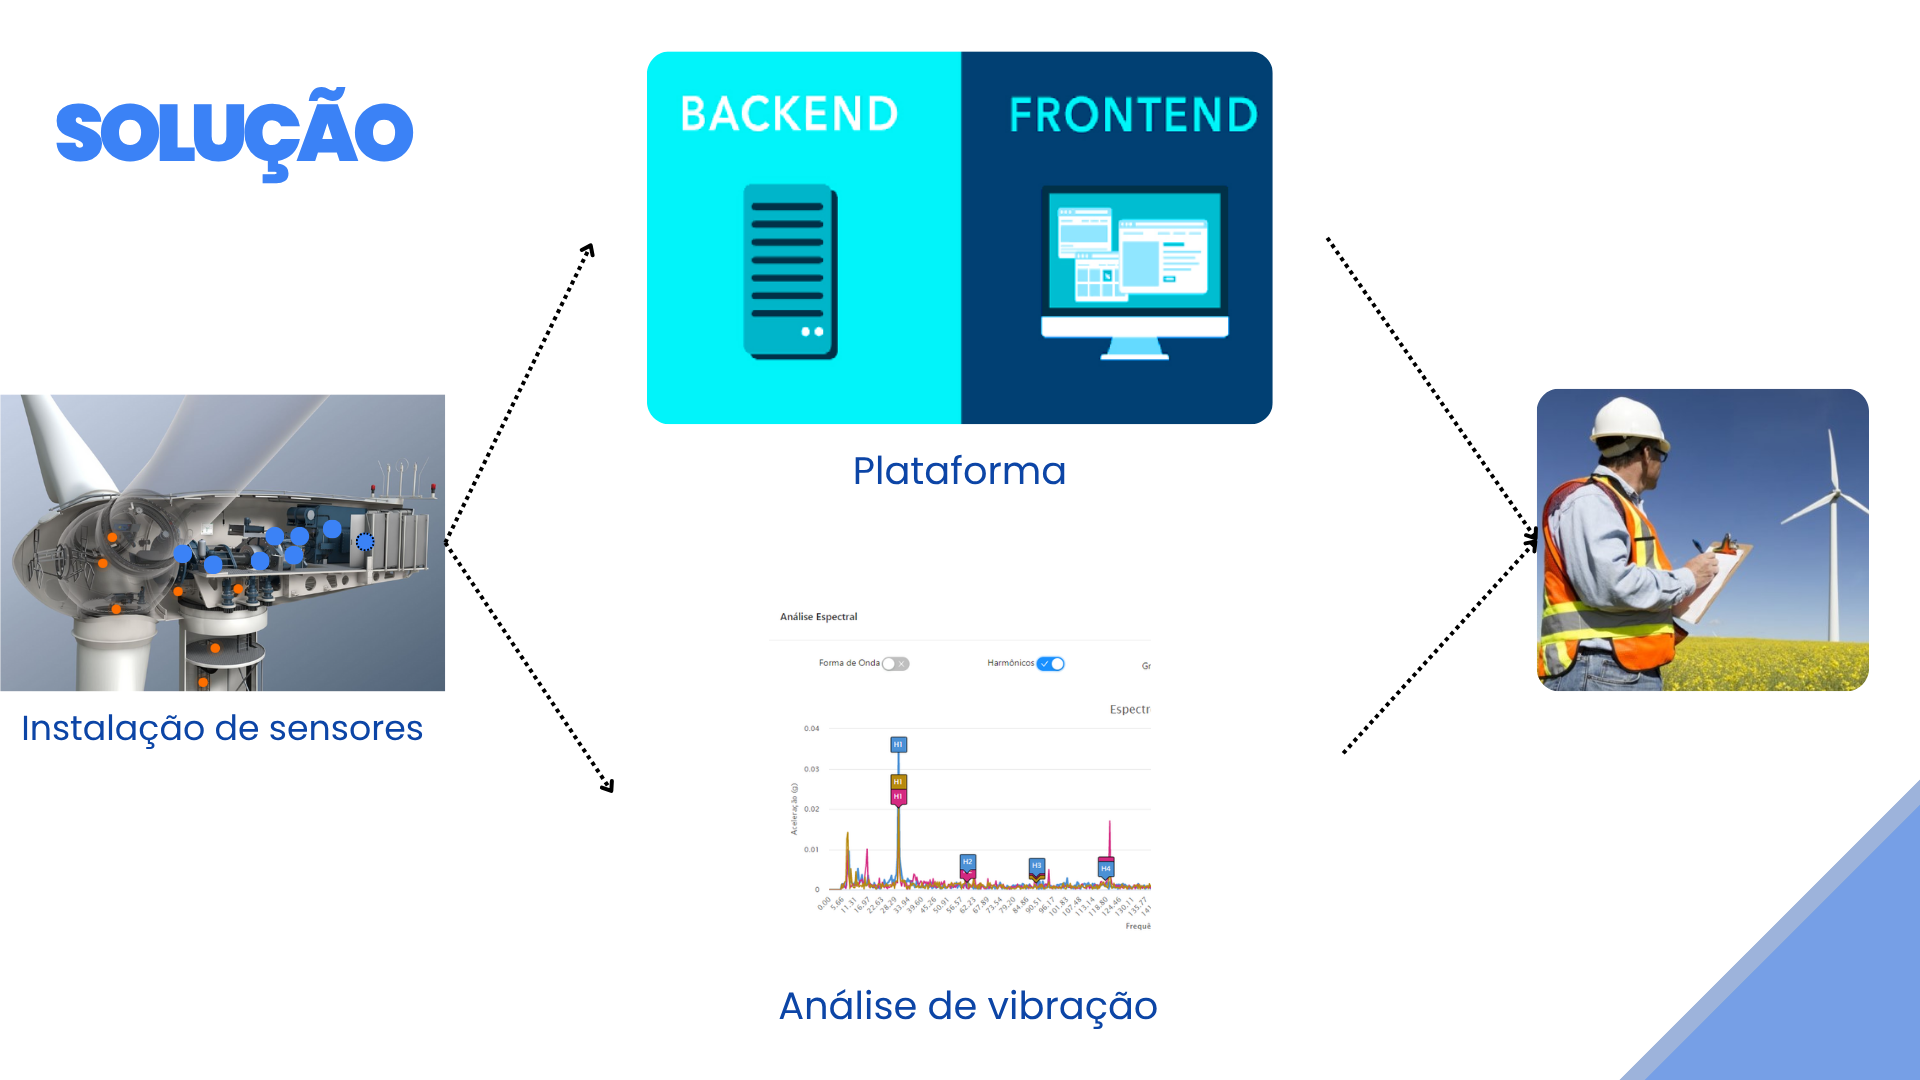 SOLUÇÃO
BACKEND
FRONTEND
Plataforma
Instalação de sensores
Análise Espectral
Forma de Onda
Harmônicos
Gr
Espectr
Aceleração (g)
0.04
0.03
0.02
0.01
0
H1
H1
H1
H2
H3
H4
0.00 5.66 11.31 16.97 22.63 28.29 33.94 39.60 45.26 50.91 56.57 62.23 67.89 73.54 79.20 84.86 90.51 96.17 101.83 107.48 113.14 118.80 124.46 130.11 135.77 141
Frequê
Análise de vibração